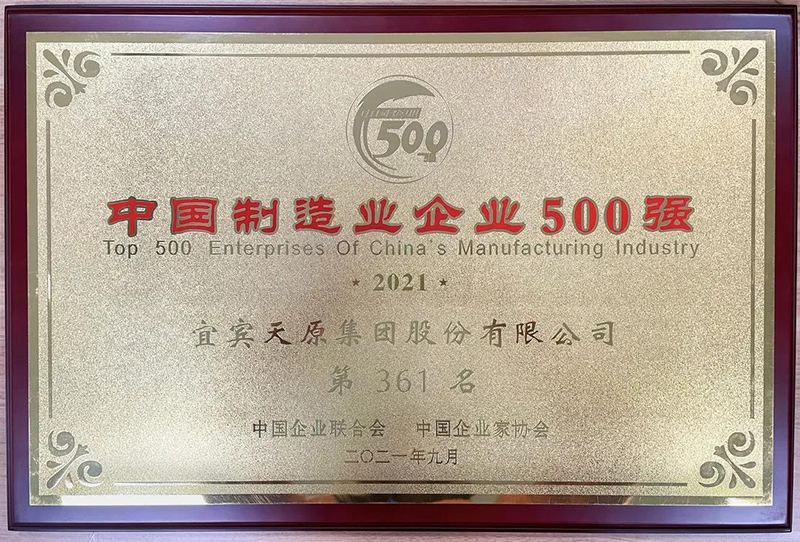 500
中国制造业企业500强
Top 500 Enterprises Of China's Manufacturing Industry
★ 2021 ★
宜宾天原集团股份有限公司
第 361 名
中国企业联合会 中国企业家协会
二〇二一年九月